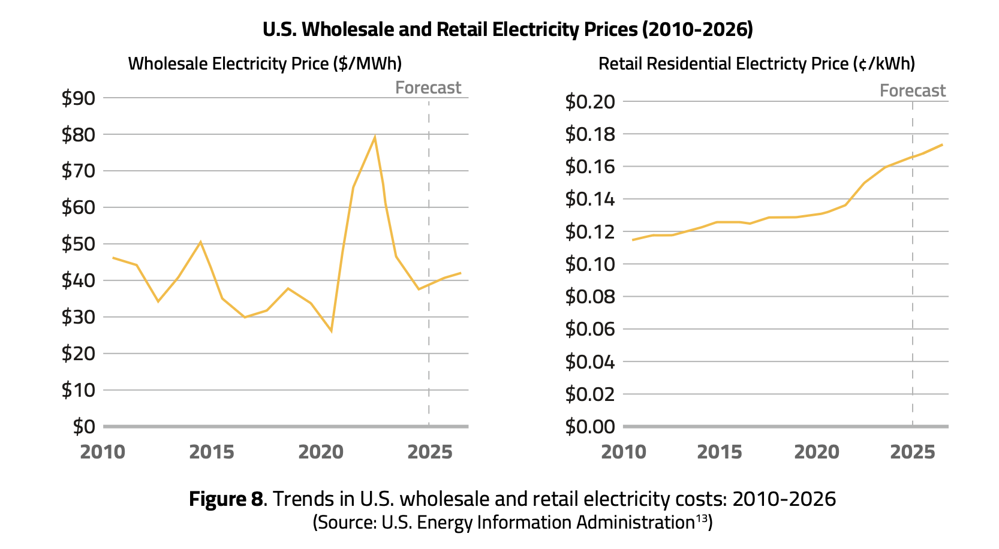 U.S. Wholesale and Retail Electricity Prices (2010-2026)
Wholesale Electricity Price ($/MWh)
Forecast
$90
$80
$70
$60
$50
$40
$30
$20
$10
$0
2010 2015 2020 2025
Retail Residential Electricty Price (¢/kWh)
Forecast
$0.20
$0.18
$0.16
$0.14
$0.12
$0.10
$0.08
$0.06
$0.04
$0.02
$0.00
2010 2015 2020 2025
Figure 8. Trends in U.S. wholesale and retail electricity costs: 2010-2026
(Source: U.S. Energy Information Administration¹³)